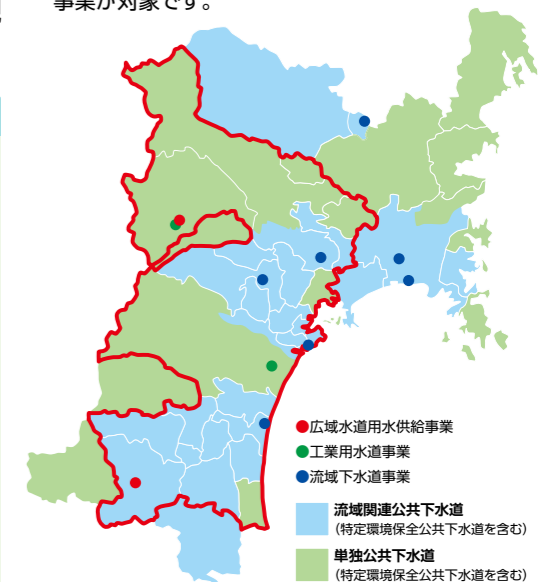 事業が対象です。
●広域水道用水供給事業
●工業用水道事業
●流域下水道事業
流域関連公共下水道
(特定環境保全公共下水道を含む)
単独公共下水道
(特定環境保全公共下水道を含む)